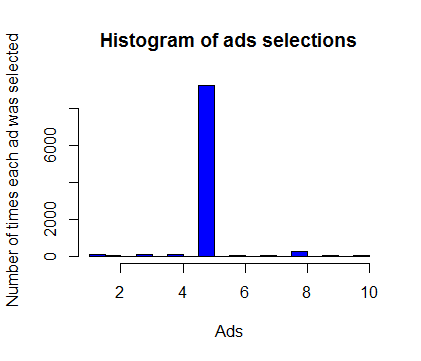 Histogram of ads selections
Number of times each ad was selected
6000
2000
0
2 4 6 8 10
Ads